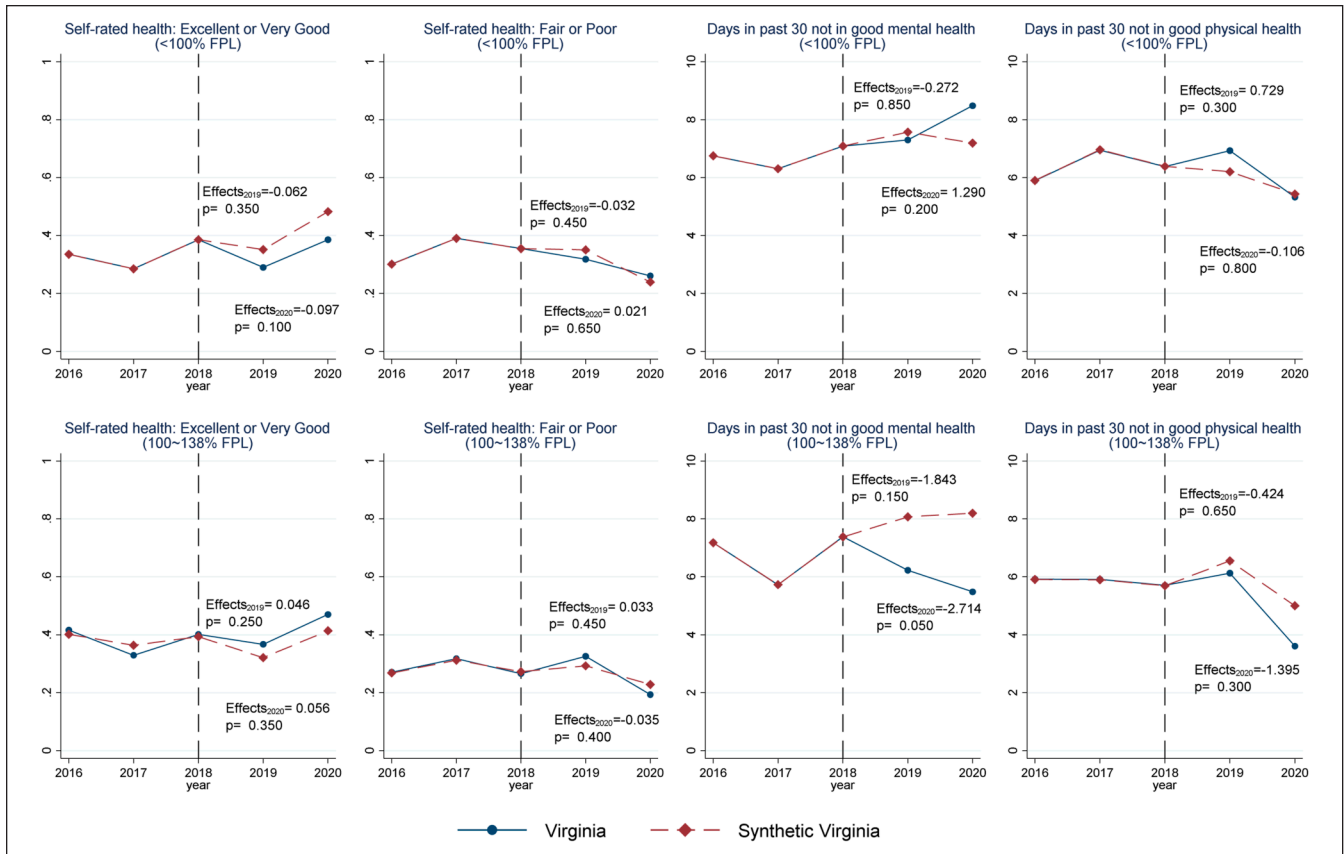 Self-rated health: Excellent or Very Good
(<100% FPL)
1
.8
.6
.4
.2
0
Effects2019=-0.062
p= 0.350
Effects2020=-0.097
p= 0.100
2016 2017 2018 2019 2020
year
Self-rated health: Fair or Poor
(<100% FPL)
1
.8
.6
.4
.2
0
Effects2019=-0.032
p= 0.450
Effects2020= 0.021
p= 0.650
2016 2017 2018 2019 2020
year
Days in past 30 not in good mental health
(<100% FPL)
10
8
6
4
2
0
Effects2019=-0.272
p= 0.850
Effects2020= 1.290
p= 0.200
2016 2017 2018 2019 2020
year
Days in past 30 not in good physical health
(<100% FPL)
10
8
6
4
2
0
Effects2019= 0.729
p= 0.300
Effects2020=-0.106
p= 0.800
2016 2017 2018 2019 2020
year
Self-rated health: Excellent or Very Good
(100~138% FPL)
1
.8
.6
.4
.2
0
Effects2019= 0.046
p= 0.250
Effects2020= 0.056
p= 0.350
2016 2017 2018 2019 2020
year
Self-rated health: Fair or Poor
(100~138% FPL)
1
.8
.6
.4
.2
0
Effects2019= 0.033
p= 0.450
Effects2020=-0.035
p= 0.400
2016 2017 2018 2019 2020
year
Days in past 30 not in good mental health
(100~138% FPL)
10
8
6
4
2
0
Effects2019=-1.843
p= 0.150
Effects2020=-2.714
p= 0.050
2016 2017 2018 2019 2020
year
Days in past 30 not in good physical health
(100~138% FPL)
10
8
6
4
2
0
Effects2019=-0.424
p= 0.650
Effects2020=-1.395
p= 0.300
2016 2017 2018 2019 2020
year
Virginia
Synthetic Virginia